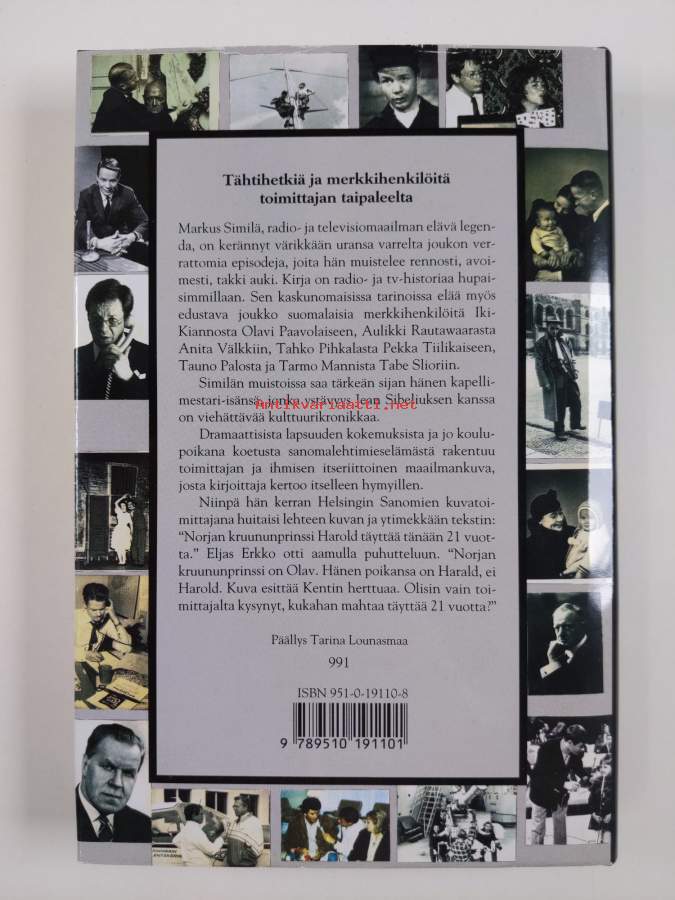 Tähtihetkiä ja merkkihenkilöitä
toimittajan taipaleelta
Markus Similä, radio- ja televisiomaailman elävä legen-
da, on kerännyt värikkään uransa varrelta joukon ver-
rattomia episodeja, joita hän muistelee rennosti, avoi-
mesti, takki auki. Kirja on radio- ja tv-historiaa hupai-
simmillaan. Sen kaskunomaisissa tarinoissa elää myös
edustava joukko suomalaisia merkkihenkilöitä Iki-
Kiannosta Olavi Paavolaiseen, Aulikki Rautawaarasta
Anita Välkkiin, Tahko Pihkalasta Pekka Tiilikaiseen,
Tauno Palosta ja Tarmo Mannista TabeSlioriin.
Similän muistoissa saa tärkeän sijan hänen kapelli-
mestari-isänsä, jonka ystävyys Jean Sibeliuksen kanssa
Antikvariaatti.net
on viehättävää kulttuurikronikkaa.
Dramaattisista lapsuuden kokemuksista ja jo koulu-
poikana koetusta sanomalehtimieselämästä rakentuu
toimittajan ja ihmisen itseriittoinen maailmankuva,
josta kirjoittaja kertoo itselleen hymyillen.
Niinpä hän kerran Helsingin Sanomien kuvatoi-
mittajana huitaisi lehteen kuvan ja ytimekkään tekstin:
“Norjan kruununprinssi Harold täyttää tänään 21 vuot-
ta.” Eljas Erkko otti aamulla puhutteluun. “Norjan
kruununprinssi on Olav. Hänen poikansa on Harald, ei
Harold. Kuva esittää Kentin herttuaa. Olisin vain toi-
mittajalta kysynyt, kukahan mahtaa täyttää 21 vuotta?”
Päällys Tarina Lounasmaa
991
ISBN 951-0-19110-8
9 789510 191101